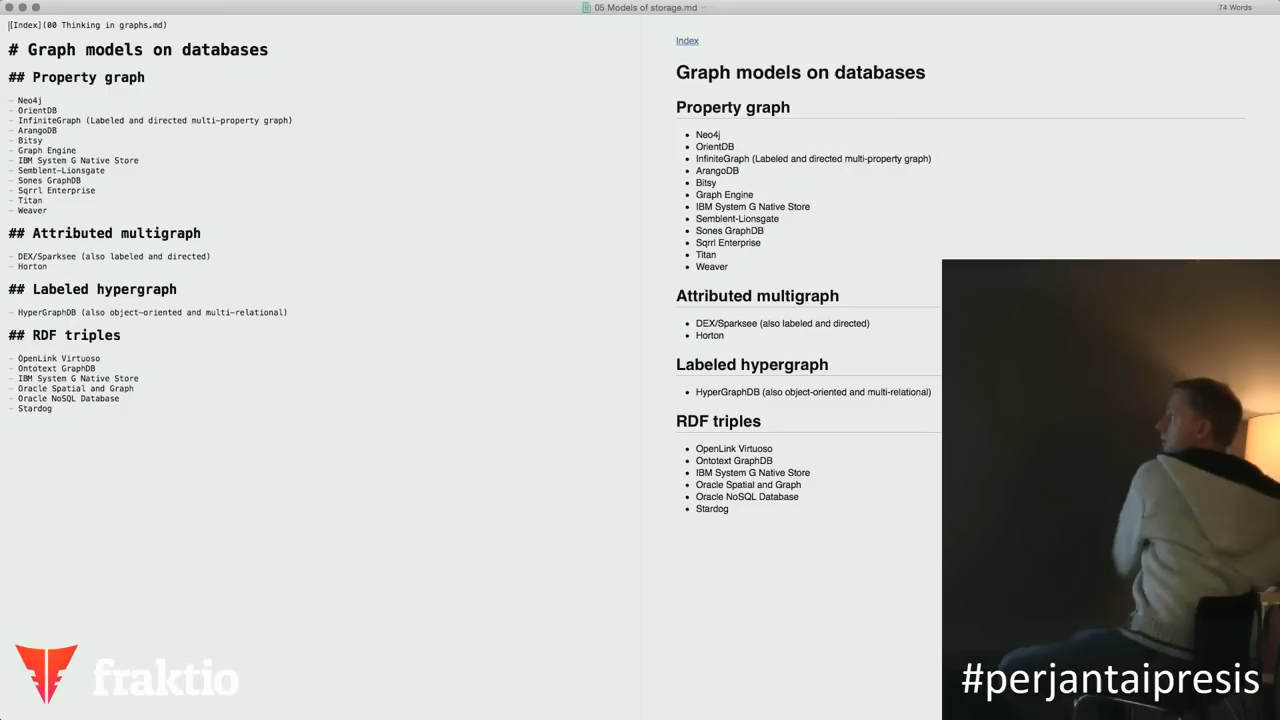 05 Models of storage.md
74 Words
[Index](00 Thinking in graphs.md)
# Graph models on databases
## Property graph
- Neo4j
- OrientDB
- InfiniteGraph (Labeled and directed multi-property graph)
- ArangoDB
- Bitsy
- Graph Engine
- IBM System G Native Store
- Semblent-Lionsgate
- Sones GraphDB
- Sqrrl Enterprise
- Titan
- Weaver
## Attributed multigraph
- DEX/Sparksee (also labeled and directed)
- Horton
## Labeled hypergraph
- HyperGraphDB (also object-oriented and multi-relational)
## RDF triples
- OpenLink Virtuoso
- Ontotext GraphDB
- IBM System G Native Store
- Oracle Spatial and Graph
- Oracle NoSQL Database
- Stardog
Index
Graph models on databases
Property graph
• Neo4j
• OrientDB
• InfiniteGraph (Labeled and directed multi-property graph)
• ArangoDB
• Bitsy
• Graph Engine
• IBM System G Native Store
• Semblent-Lionsgate
• Sones GraphDB
• Sqrrl Enterprise
• Titan
• Weaver
Attributed multigraph
• DEX/Sparksee (also labeled and directed)
• Horton
Labeled hypergraph
• HyperGraphDB (also object-oriented and multi-relational)
RDF triples
• OpenLink Virtuoso
• Ontotext GraphDB
• IBM System G Native Store
• Oracle Spatial and Graph
• Oracle NoSQL Database
• Stardog
fraktio
#perjantaipresis